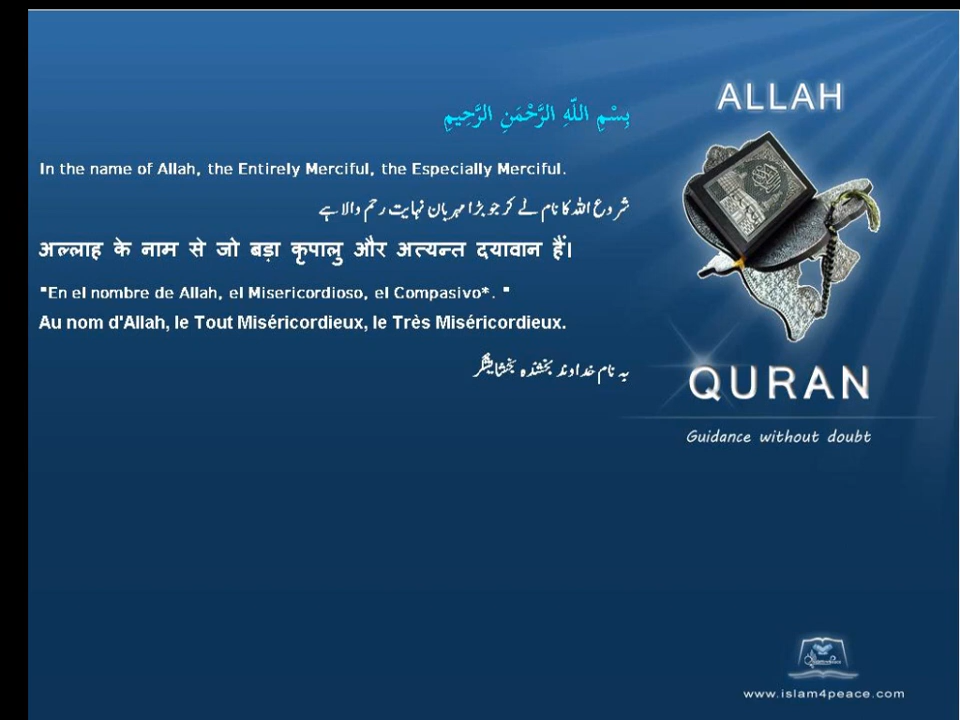 بِسْمِ اللّهِ الرَّحْمَنِ الرَّحِيمِ
In the name of Allah, the Entirely Merciful, the Especially Merciful.
شروع اللہ کا نام لے کر جو بڑا مہربان نہایت رحم والا ہے
अल्लाह के नाम से जो बड़ा कृपालु और अत्यन्त दयावान हैं।
"En el nombre de Allah, el Misericordioso, el Compasivo*. "
Au nom d'Allah, le Tout Miséricordieux, le Très Miséricordieux.
به نام خداوند بخشنده بخشایشگر
ALLAH
QURAN
Guidance without doubt
www.islam4peace.com